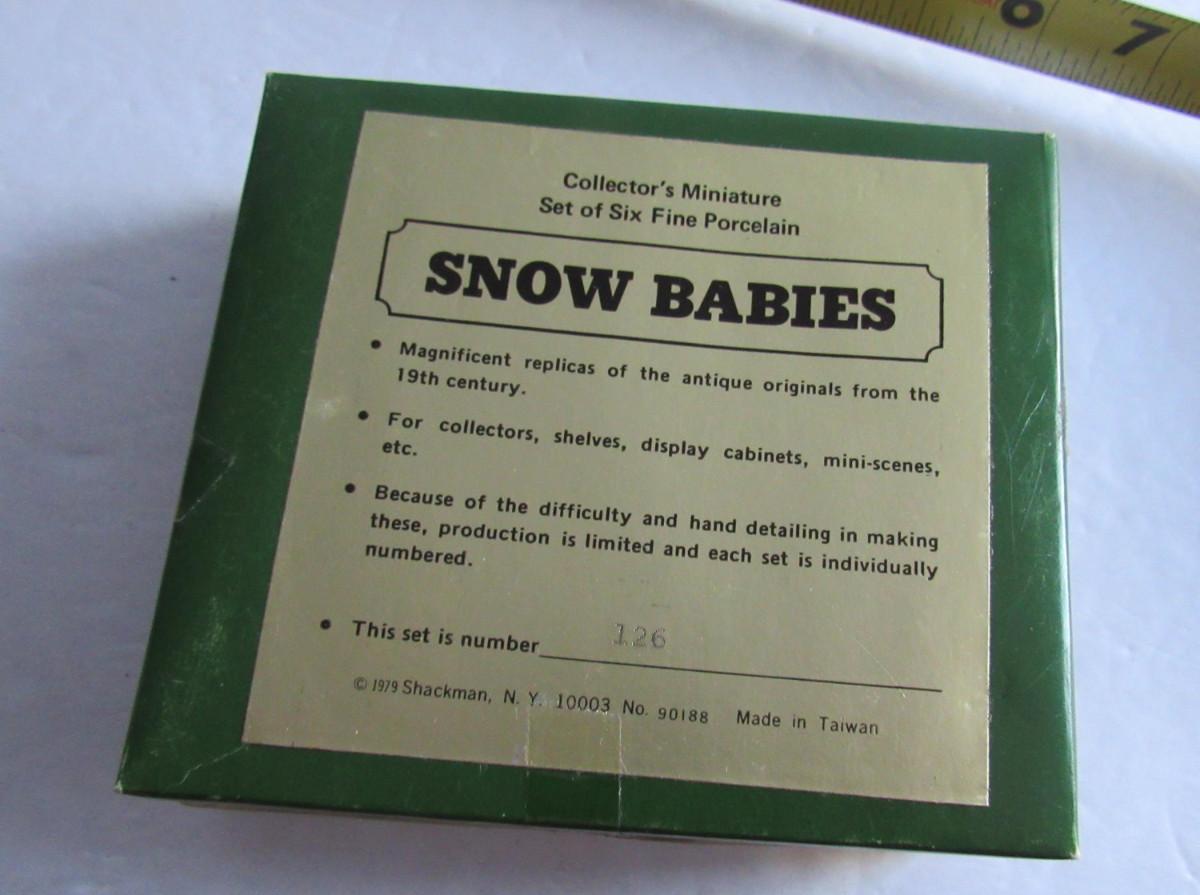 6 7
Collector's Miniature
Set of Six Fine Porcelain
SNOW BABIES
• Magnificent replicas of the antique originals from the
19th century.
• For collectors, shelves, display cabinets, mini-scenes,
etc.
• Because of the difficulty and hand detailing in making
these, production is limited and each set is individually
numbered.
• This set is number 126
© 1979 Shackman, N. Y. 10003 No. 90188 Made in Taiwan